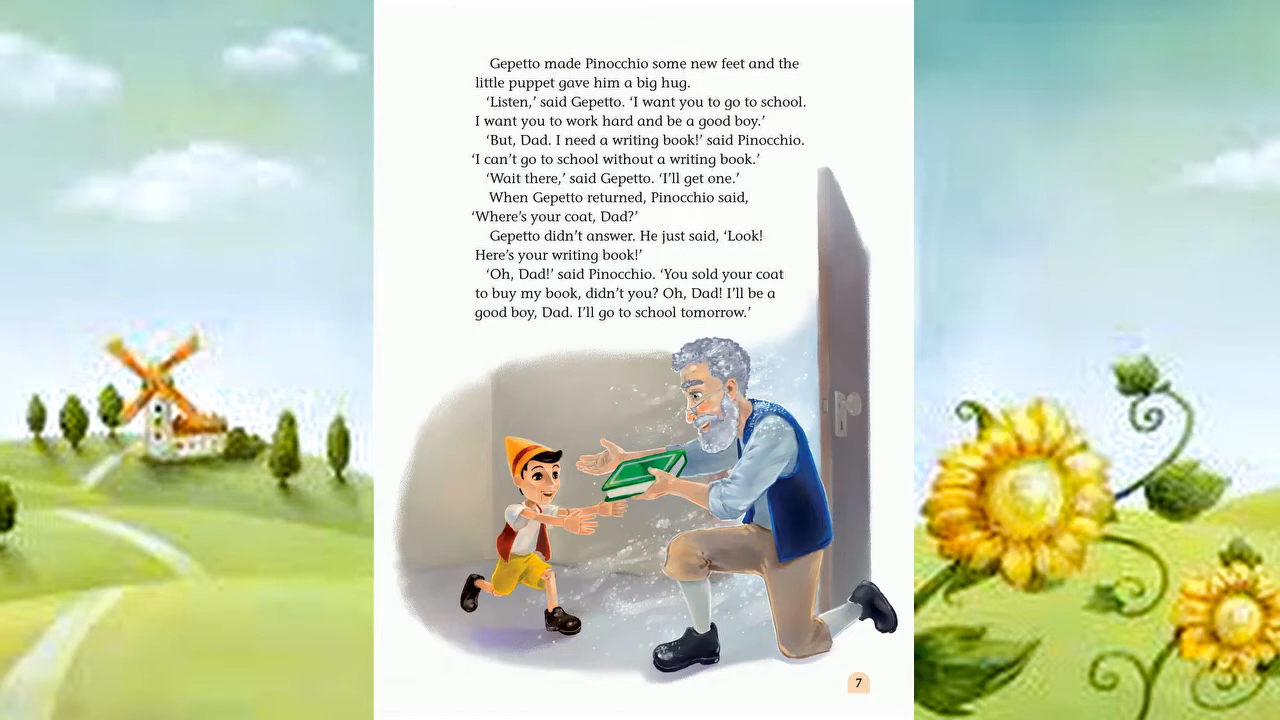 Gepetto made Pinocchio some new feet and the
little puppet gave him a big hug.
‘Listen,’ said Gepetto. ‘I want you to go to school.
I want you to work hard and be a good boy.’
‘But, Dad. I need a writing book!’ said Pinocchio.
‘I can’t go to school without a writing book.’
‘Wait there,’ said Gepetto. ‘I’ll get one.’
When Gepetto returned, Pinocchio said,
‘Where’s your coat, Dad?’
Gepetto didn’t answer. He just said, ‘Look!
Here’s your writing book!’
‘Oh, Dad!’ said Pinocchio. ‘You sold your coat
to buy my book, didn’t you? Oh, Dad! I’ll be a
good boy, Dad. I’ll go to school tomorrow.’
7